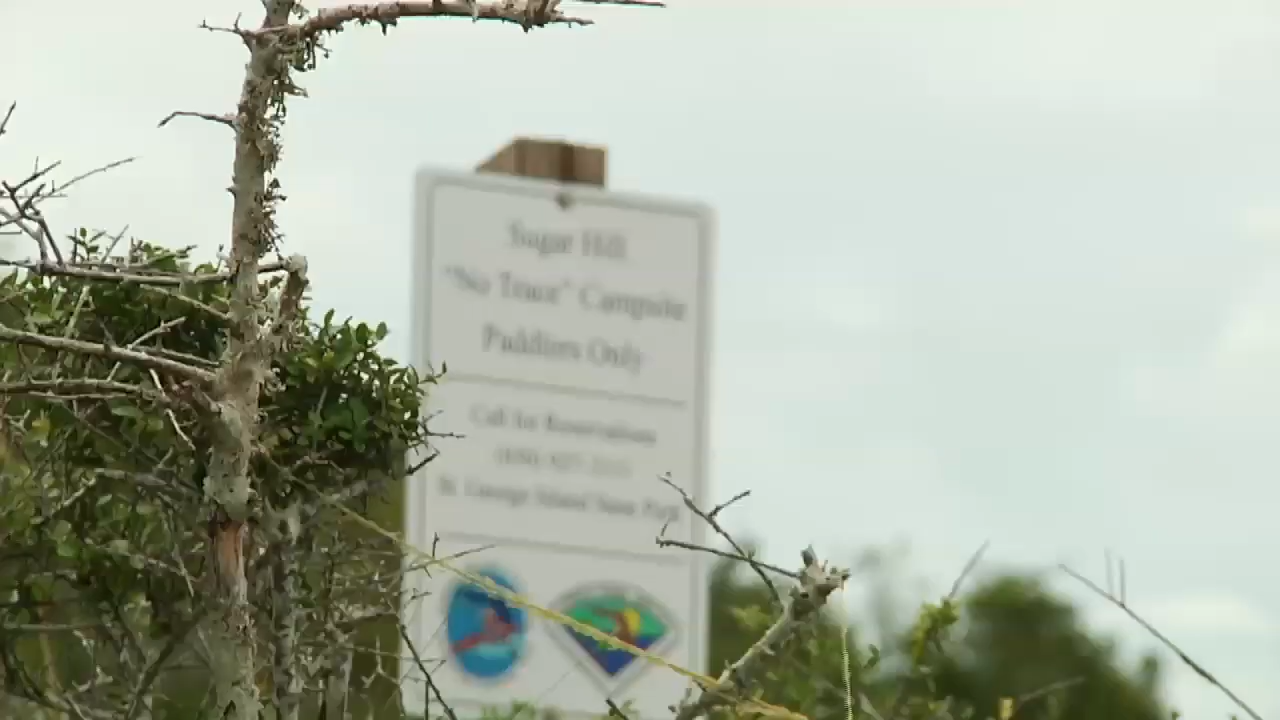 Sugar Hill
"No Trace" Campsite
Paddlers Only
Call for Reservations
St. George Island State Park